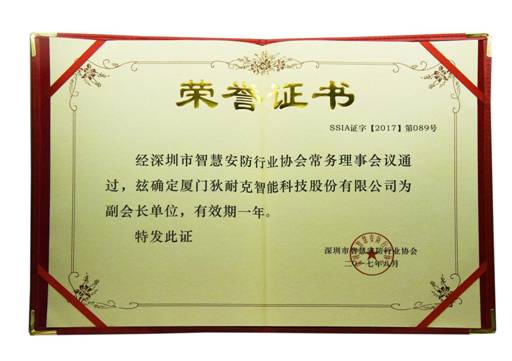 荣誉证书
SSIA证字【2017】第089号
经深圳市智慧安防行业协会常务理事会议通
过，兹确定厦门狄耐克智能科技股份有限公司为
副会长单位，有效期一年。
特发此证
深圳市智慧安防行业协会
二〇一七年九月